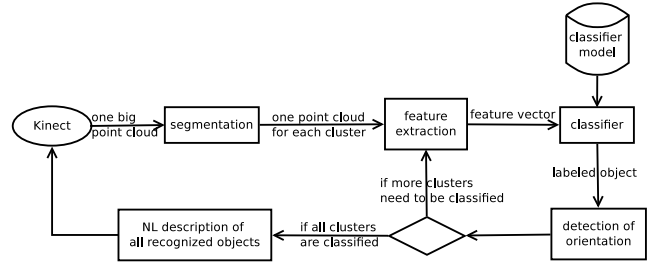 classifier
model
Kinect
one big
point cloud
segmentation
one point cloud
for each cluster
feature
extraction
feature vector
classifier
labeled object
if more clusters
need to be classified
NL description of
all recognized objects
if all clusters
are classified
detection of
orientation